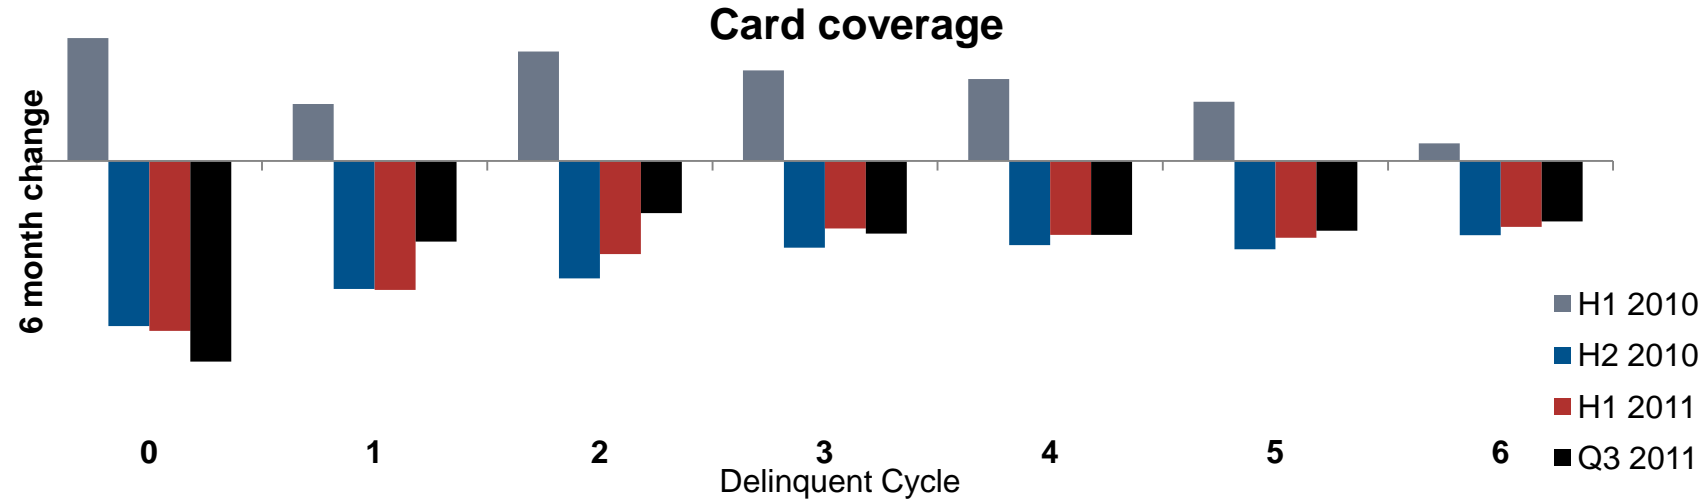 Card coverage
6 month change
H1 2010
H2 2010
H1 2011
Q3 2011
0 1 2 3 4 5 6
Delinquent Cycle